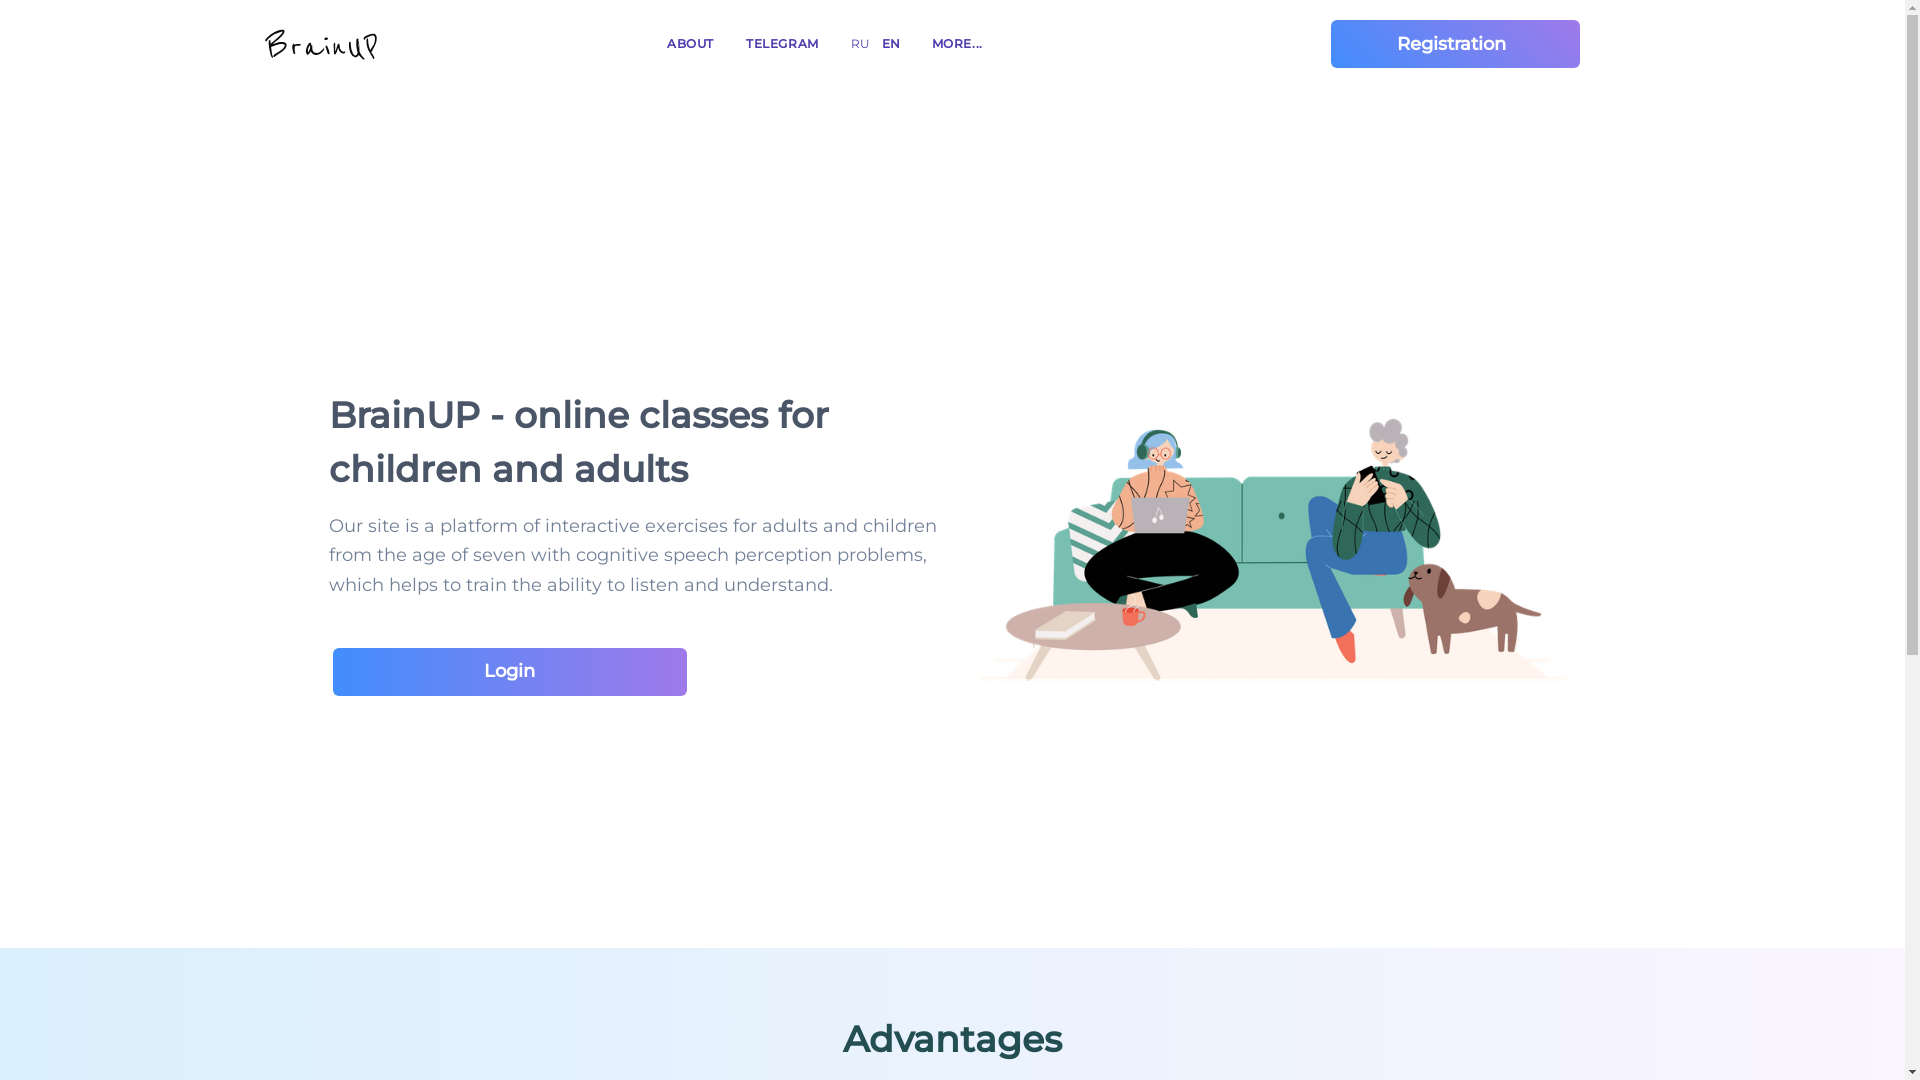 BrainUP
ABOUT
TELEGRAM
RU
EN
MORE...
Registration
BrainUP - online classes for
children and adults
Our site is a platform of interactive exercises for adults and children
from the age of seven with cognitive speech perception problems,
which helps to train the ability to listen and understand.
Login
Advantages